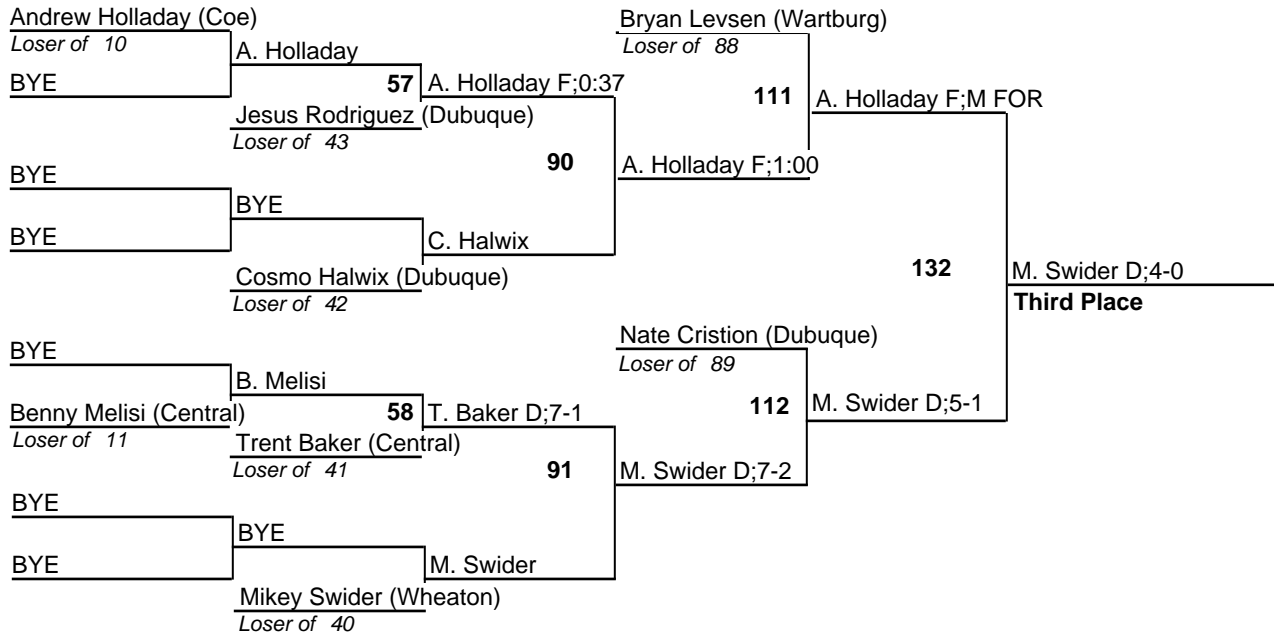 Andrew Holladay (Coe)
Loser of 10
BYE
A. Holladay
57
Jesus Rodriguez (Dubuque)
Loser of 43
A. Holladay F;0:37
BYE
BYE
BYE
Cosmo Halwix (Dubuque)
Loser of 42
C. Halwix
90
Bryan Levsen (Wartburg)
Loser of 88
A. Holladay F;1:00
111
A. Holladay F;M FOR
BYE
Benny Melisi (Central)
Loser of 11
B. Melisi
58
Trent Baker (Central)
Loser of 41
T. Baker D;7-1
BYE
BYE
BYE
Mikey Swider (Wheaton)
Loser of 40
M. Swider
91
Nate Cristion (Dubuque)
Loser of 89
M. Swider D;7-2
112
M. Swider D;5-1
132
M. Swider D;4-0
Third Place